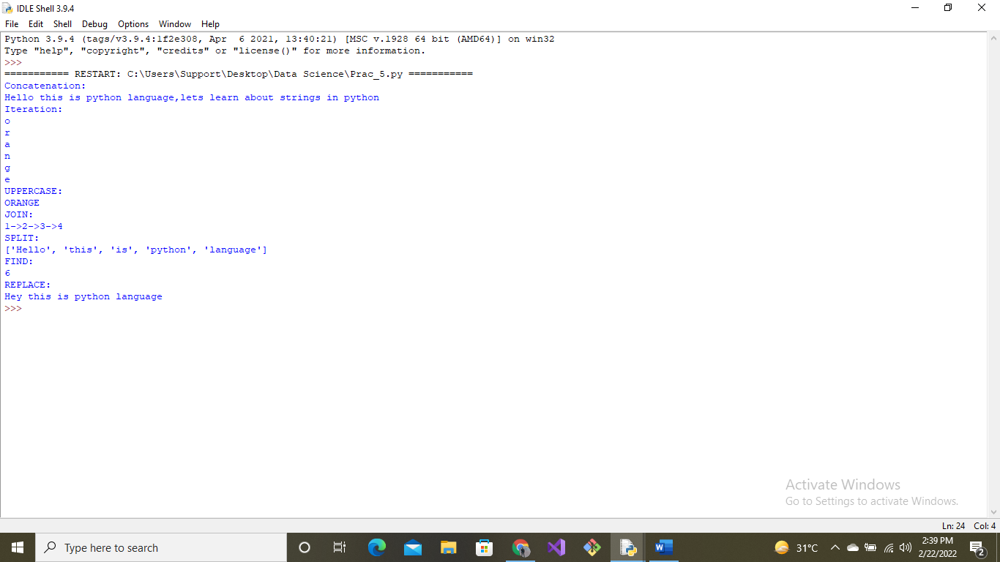 IDLE Shell 3.9.4
File Edit Shell Debug Options Window Help
Python 3.9.4 (tags/v3.9.4:1f2e308, Apr  6 2021, 13:40:21) [MSC v.1928 64 bit (AMD64)] on win32
Type "help", "copyright", "credits" or "license()" for more information.
>>>
=========== RESTART: C:\Users\Support\Desktop\Data Science\Prac_5.py ===========
Concatenation:
Hello this is python language,lets learn about strings in python
Iteration:
o
r
a
n
g
e
UPPERCASE:
ORANGE
JOIN:
1->2->3->4
SPLIT:
['Hello', 'this', 'is', 'python', 'language']
FIND:
6
REPLACE:
Hey this is python language
>>>
Activate Windows
Go to Settings to activate Windows.
Ln: 24 Col: 4
Type here to search
31°C
2:39 PM
2/22/2022
2